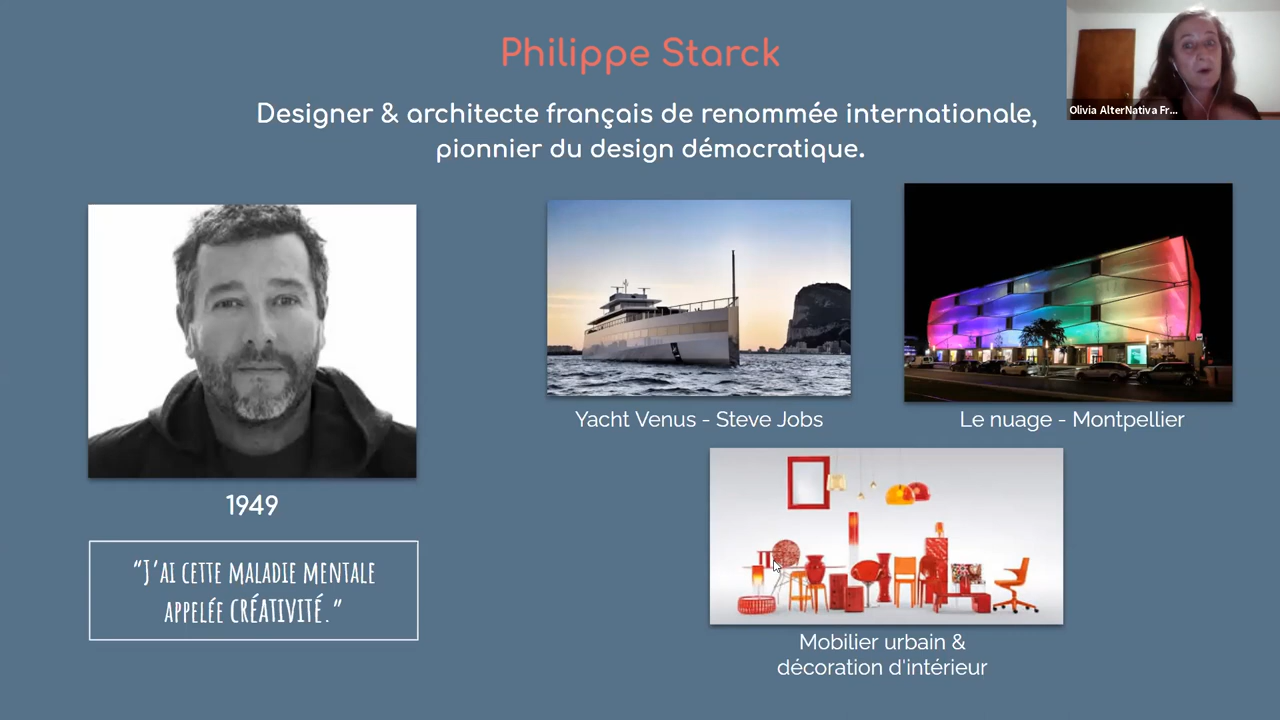 Philippe Starck
Designer & architecte français de renommée internationale,
pionnier du design démocratique.
Olivia AlterNativa Fr...
Yacht Venus - Steve Jobs
Le nuage - Montpellier
1949
“J’AI CETTE MALADIE MENTALE
APPELÉE CRÉATIVITÉ.”
Mobilier urbain &
décoration d'intérieur